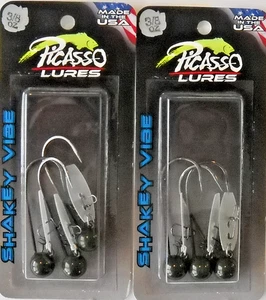 3/8
OZ
MADE IN
THE USA
PICASSO
LURES
SHAKEY VIBE
3/8
OZ
MADE IN
THE USA
PICASSO
LURES
SHAKEY VIBE